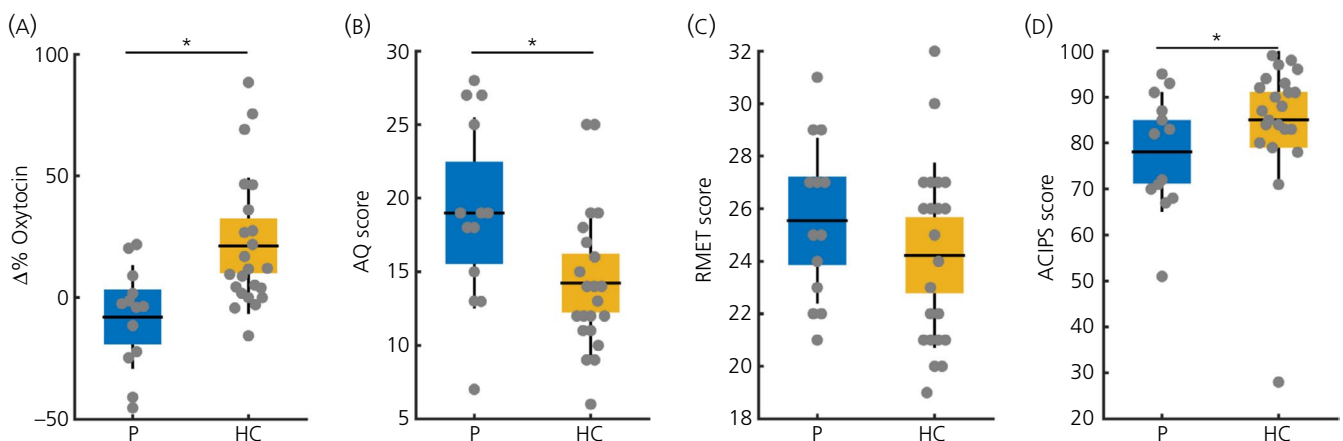 (A)
*
Δ% Oxytocin
100
50
0
−50
P HC
(B)
*
AQ score
30
25
20
15
10
5
P HC
(C)
RMET score
32
30
28
26
24
22
20
18
P HC
(D)
*
ACIPS score
100
90
80
70
60
50
40
30
20
P HC